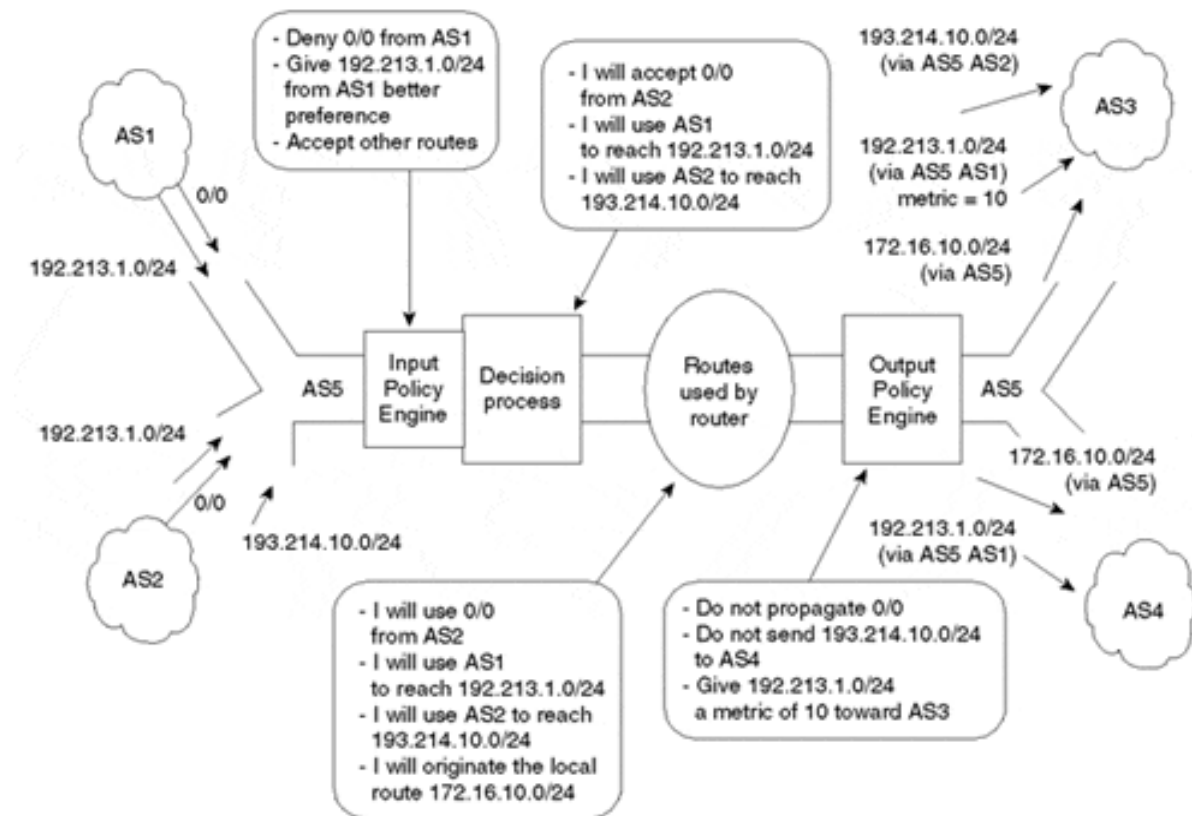 - Deny 0/0 from AS1
- Give 192.213.1.0/24
from AS1 better
preference
- Accept other routes
- I will accept 0/0
from AS2
- I will use AS1
to reach 192.213.1.0/24
- I will use AS2 to reach
193.214.10.0/24
193.214.10.0/24
(via AS5 AS2)
AS3
AS1
0/0
192.213.1.0/24
192.213.1.0/24
(via AS5 AS1)
metric = 10
172.16.10.0/24
(via AS5)
AS5
Input
Policy
Engine
Decision
process
Routes
used by
router
Output
Policy
Engine
AS5
192.213.1.0/24
0/0
193.214.10.0/24
AS2
172.16.10.0/24
(via AS5)
192.213.1.0/24
(via AS5 AS1)
AS4
- I will use 0/0
from AS2
- I will use AS1
to reach 192.213.1.0/24
- I will use AS2 to reach
193.214.10.0/24
- I will originate the local
route 172.16.10.0/24
- Do not propagate 0/0
- Do not send 193.214.10.0/24
to AS4
- Give 192.213.1.0/24
a metric of 10 toward AS3